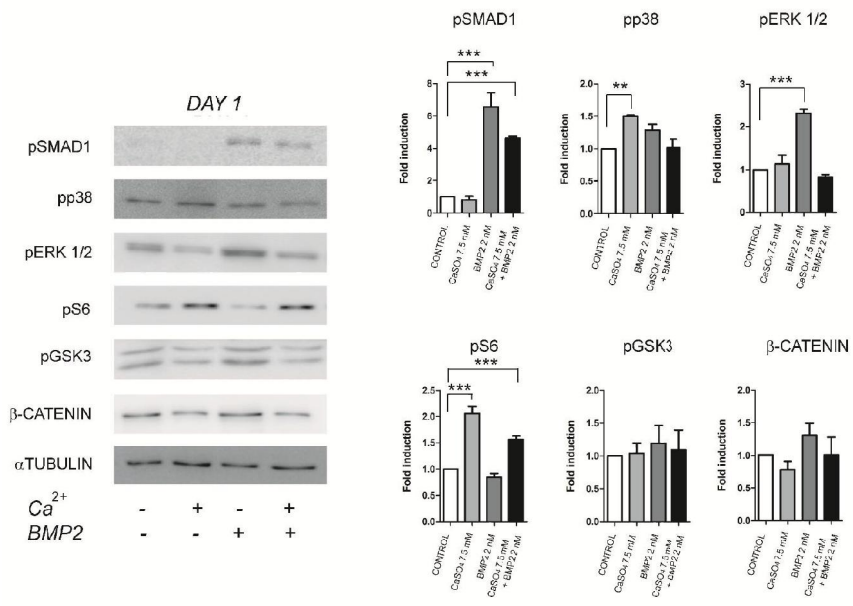 DAY 1
pSMAD1
pp38
pERK 1/2
pS6
pGSK3
β-CATENIN
αTUBULIN
Ca2+ - + - +
BMP2 - - + +
pSMAD1
***
***
Fold induction
8
6
4
2
0
CONTROL
CaSO4 7.5 mM
BMP2 2 nM
CaSO4 7.5 mM
+ BMP2 2 nM
pp38
**
Fold induction
2.0
1.5
1.0
0.5
0.0
CONTROL
CaSO4 7.5 mM
BMP2 2 nM
CaSO4 7.5 mM
+ BMP2 2 nM
pERK 1/2
***
Fold induction
3
2
1
0
CONTROL
CaSO4 7.5 mM
BMP2 2 nM
CaSO4 7.5 mM
+ BMP2 2 nM
pS6
***
***
Fold induction
2.5
2.0
1.5
1.0
0.5
0.0
CONTROL
CaSO4 7.5 mM
BMP2 2 nM
CaSO4 7.5 mM
+ BMP2 2 nM
pGSK3
Fold induction
2.0
1.5
1.0
0.5
0.0
CONTROL
CaSO4 7.5 mM
BMP2 2 nM
CaSO4 7.5 mM
+ BMP2 2 nM
β-CATENIN
Fold induction
2.0
1.5
1.0
0.5
0.0
CONTROL
CaSO4 7.5 mM
BMP2 2 nM
CaSO4 7.5 mM
+ BMP2 2 nM